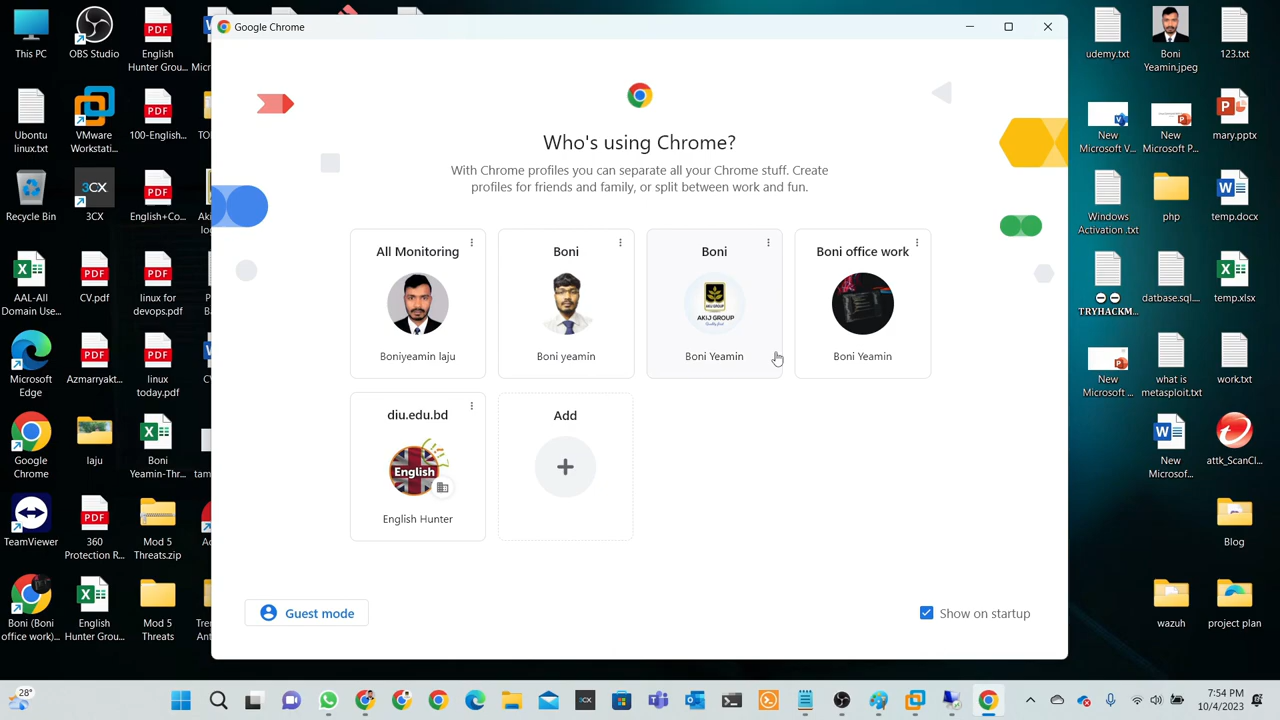 This PC
OBS Studio
English
Hunter Grou...
Google Chrome
udemy.txt
Boni
Yeamin.jpeg
123.txt
Ubuntu
linux.txt
VMware
Workstati...
100-English...
Who's using Chrome?
With Chrome profiles you can separate all your Chrome stuff. Create
profiles for friends and family, or split between work and fun.
New
Microsoft V...
New
Microsoft P...
mary.pptx
Recycle Bin
3CX
English+Co...
Windows
Activation .txt
php
temp.docx
All Monitoring
Boniyeamin laju
Boni
Boni yeamin
Boni
AKIJ GROUP
Boni Yeamin
Boni office work
Boni Yeamin
AAL-All
Domain Use...
CV.pdf
linux for
devops.pdf
TRYHACKM...
datbase.sql....
temp.xlsx
Microsoft
Edge
Azmarryakt...
linux
today.pdf
New
Microsoft ...
what is
metasploit.txt
work.txt
diu.edu.bd
English
English Hunter
Add
Google
Chrome
laju
Boni
Yeamin-Thr...
New
Microsof...
attk_ScanCl...
TeamViewer
360
Protection R...
Mod 5
Threats.zip
Blog
Boni (Boni
office work)...
English
Hunter Grou...
Mod 5
Threats
Guest mode
Show on startup
wazuh
project plan
28°
3CX
7:54 PM
10/4/2023